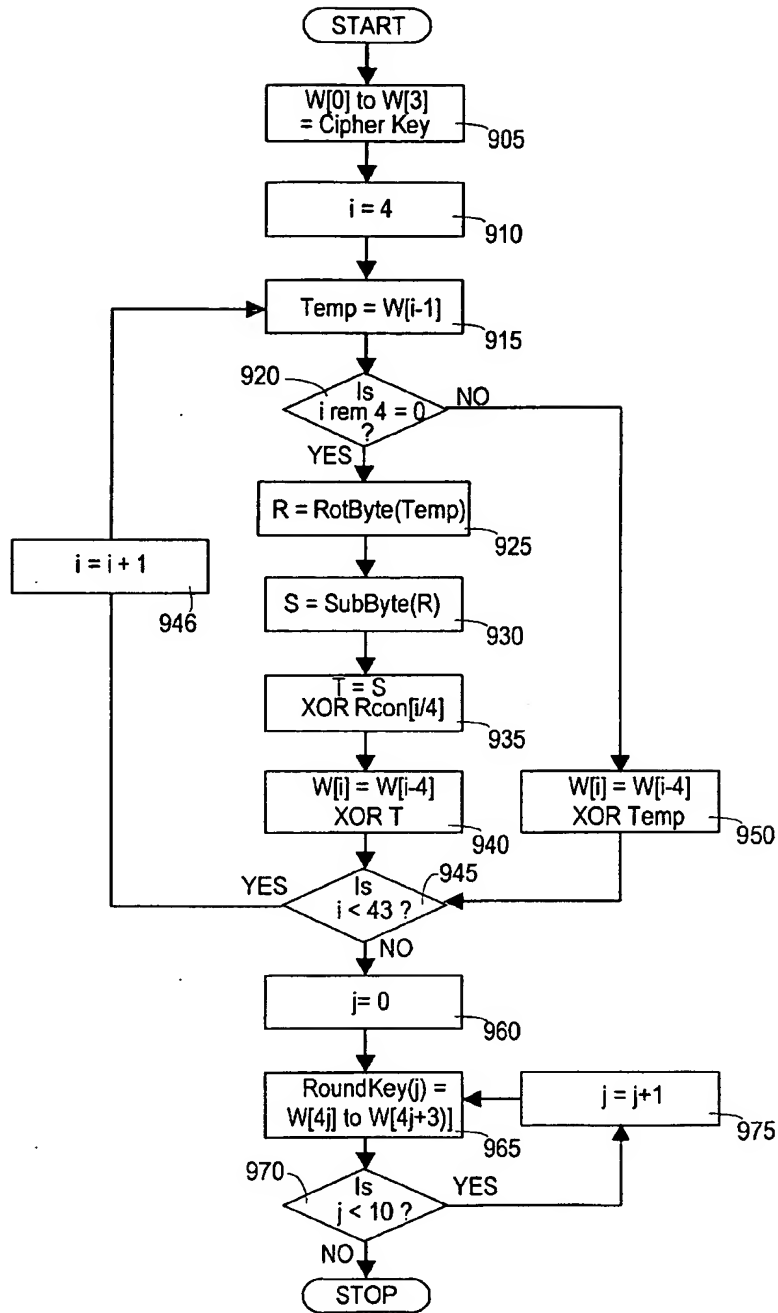 START
W[0] to W[3]
= Cipher Key
905
i = 4
910
Temp = W[i-1]
915
920
Is
i rem 4 = 0
?
NO
YES
R = RotByte(Temp)
925
i = i + 1
946
S = SubByte(R)
930
T = S
XOR Rcon[i/4]
935
W[i] = W[i-4]
XOR T
940
W[i] = W[i-4]
XOR Temp
950
YES
Is
i < 43 ?
945
NO
j= 0
960
RoundKey(j) =
W[4j] to W[4j+3)]
965
j = j+1
975
970
Is
j < 10 ?
YES
NO
STOP